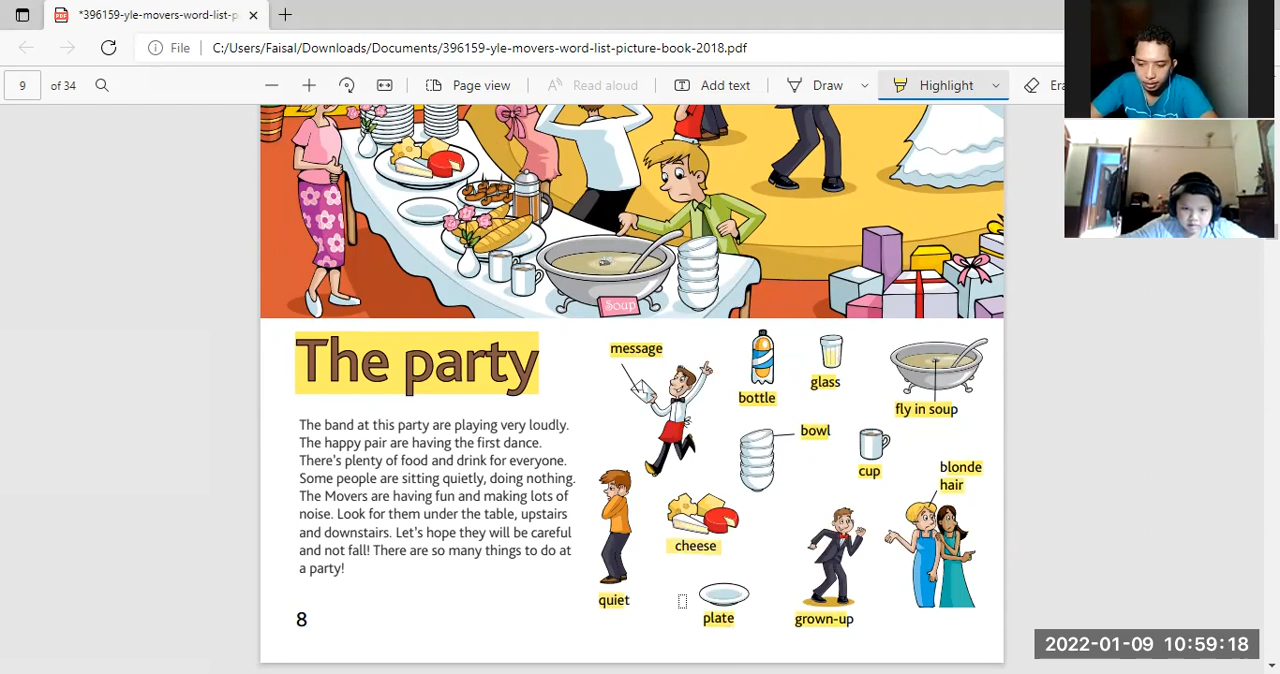 *396159-yle-movers-word-list-p
File
C:/Users/Faisal/Downloads/Documents/396159-yle-movers-word-list-picture-book-2018.pdf
9 of 34
Page view
Read aloud
Add text
Draw
Highlight
Era
Soup
The party
The band at this party are playing very loudly.
The happy pair are having the first dance.
There's plenty of food and drink for everyone.
Some people are sitting quietly, doing nothing.
The Movers are having fun and making lots of
noise. Look for them under the table, upstairs
and downstairs. Let's hope they will be careful
and not fall! There are so many things to do at
a party!
8
message
bottle
glass
fly in soup
bowl
cup
blonde
hair
cheese
quiet
plate
grown-up
2022-01-09 10:59:18